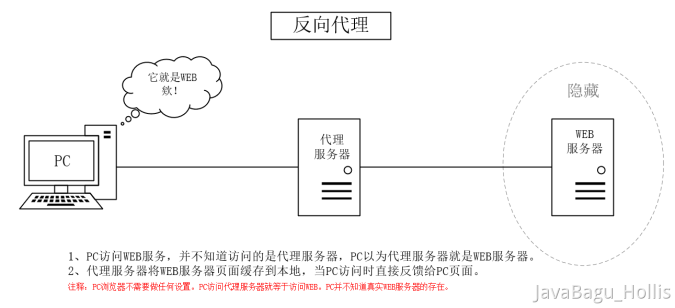 反向代理
它就是WEB
欸!
隐藏
代理
服务器
WEB
服务器
PC
1、PC访问WEB服务，并不知道访问的是代理服务器，PC以为代理服务器就是WEB服务器。
2、代理服务器将WEB服务器页面缓存到本地，当PC访问时直接反馈给PC页面。
注释：PC浏览器不需要做任何设置。PC访问代理服务器就等于访问WEB。PC并不知道真实WEB服务器的存在。
JavaBagu_Hollis